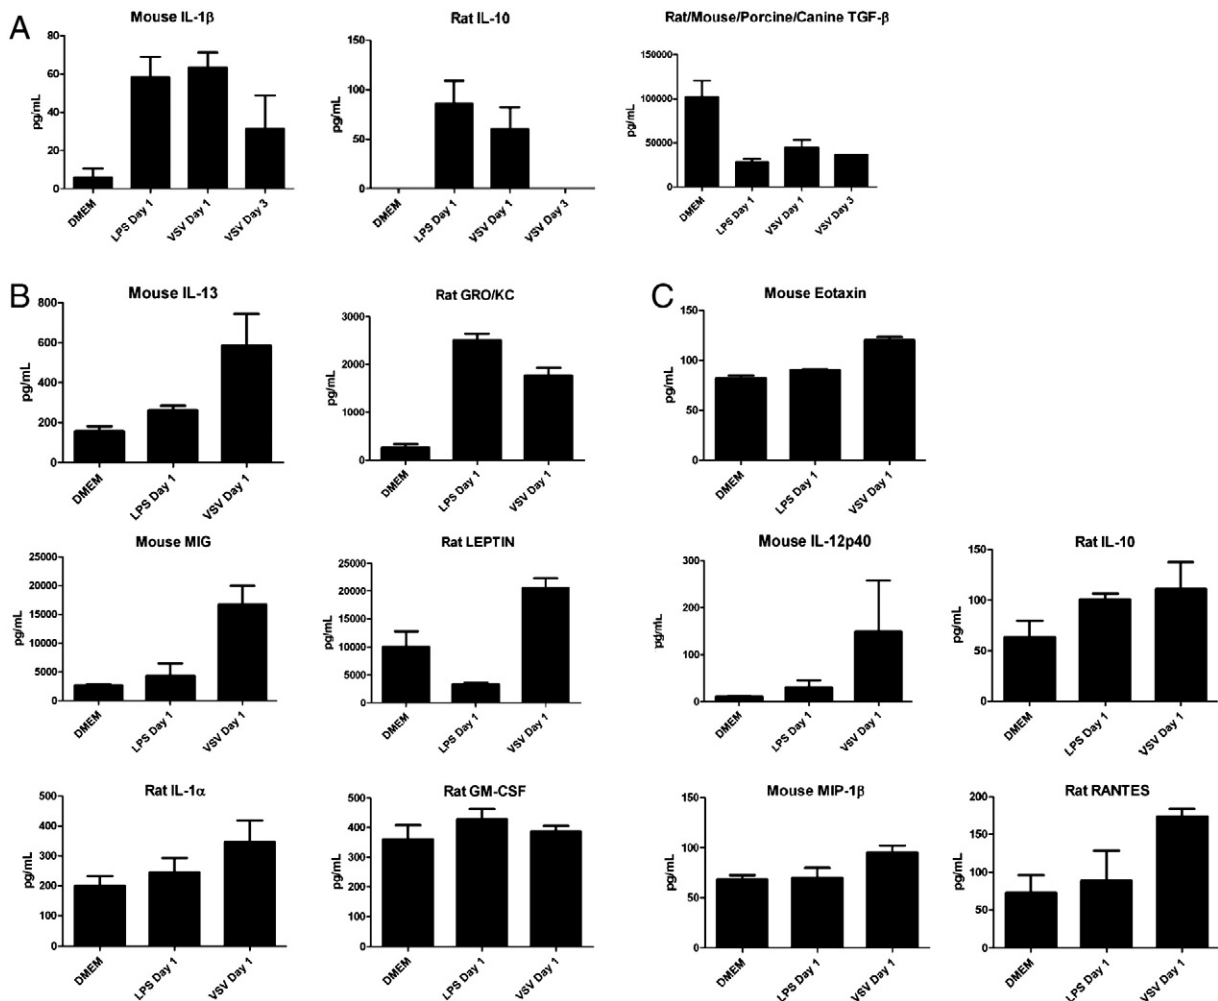 A
Mouse IL-1β
80
60
40
20
0
pg/mL
DMEM
LPS Day 1
VSV Day 1
VSV Day 3
Rat IL-10
150
100
50
0
pg/mL
DMEM
LPS Day 1
VSV Day 1
VSV Day 3
Rat/Mouse/Porcine/Canine TGF-β
150000
100000
50000
0
pg/mL
DMEM
LPS Day 1
VSV Day 1
VSV Day 3
B
Mouse IL-13
800
600
400
200
0
pg/mL
DMEM
LPS Day 1
VSV Day 1
Rat GRO/KC
3000
2000
1000
0
pg/mL
DMEM
LPS Day 1
VSV Day 1
C
Mouse Eotaxin
150
100
50
0
pg/mL
DMEM
LPS Day 1
VSV Day 1
Mouse MIG
25000
20000
15000
10000
5000
0
pg/mL
DMEM
LPS Day 1
VSV Day 1
Rat LEPTIN
25000
20000
15000
10000
5000
0
pg/mL
DMEM
LPS Day 1
VSV Day 1
Mouse IL-12p40
300
200
100
0
pg/mL
DMEM
LPS Day 1
VSV Day 1
Rat IL-10
150
100
50
0
pg/mL
DMEM
LPS Day 1
VSV Day 1
Rat IL-1α
500
400
300
200
100
0
pg/mL
DMEM
LPS Day 1
VSV Day 1
Rat GM-CSF
500
400
300
200
100
0
pg/mL
DMEM
LPS Day 1
VSV Day 1
Mouse MIP-1β
150
100
50
0
pg/mL
DMEM
LPS Day 1
VSV Day 1
Rat RANTES
200
150
100
50
0
pg/mL
DMEM
LPS Day 1
VSV Day 1